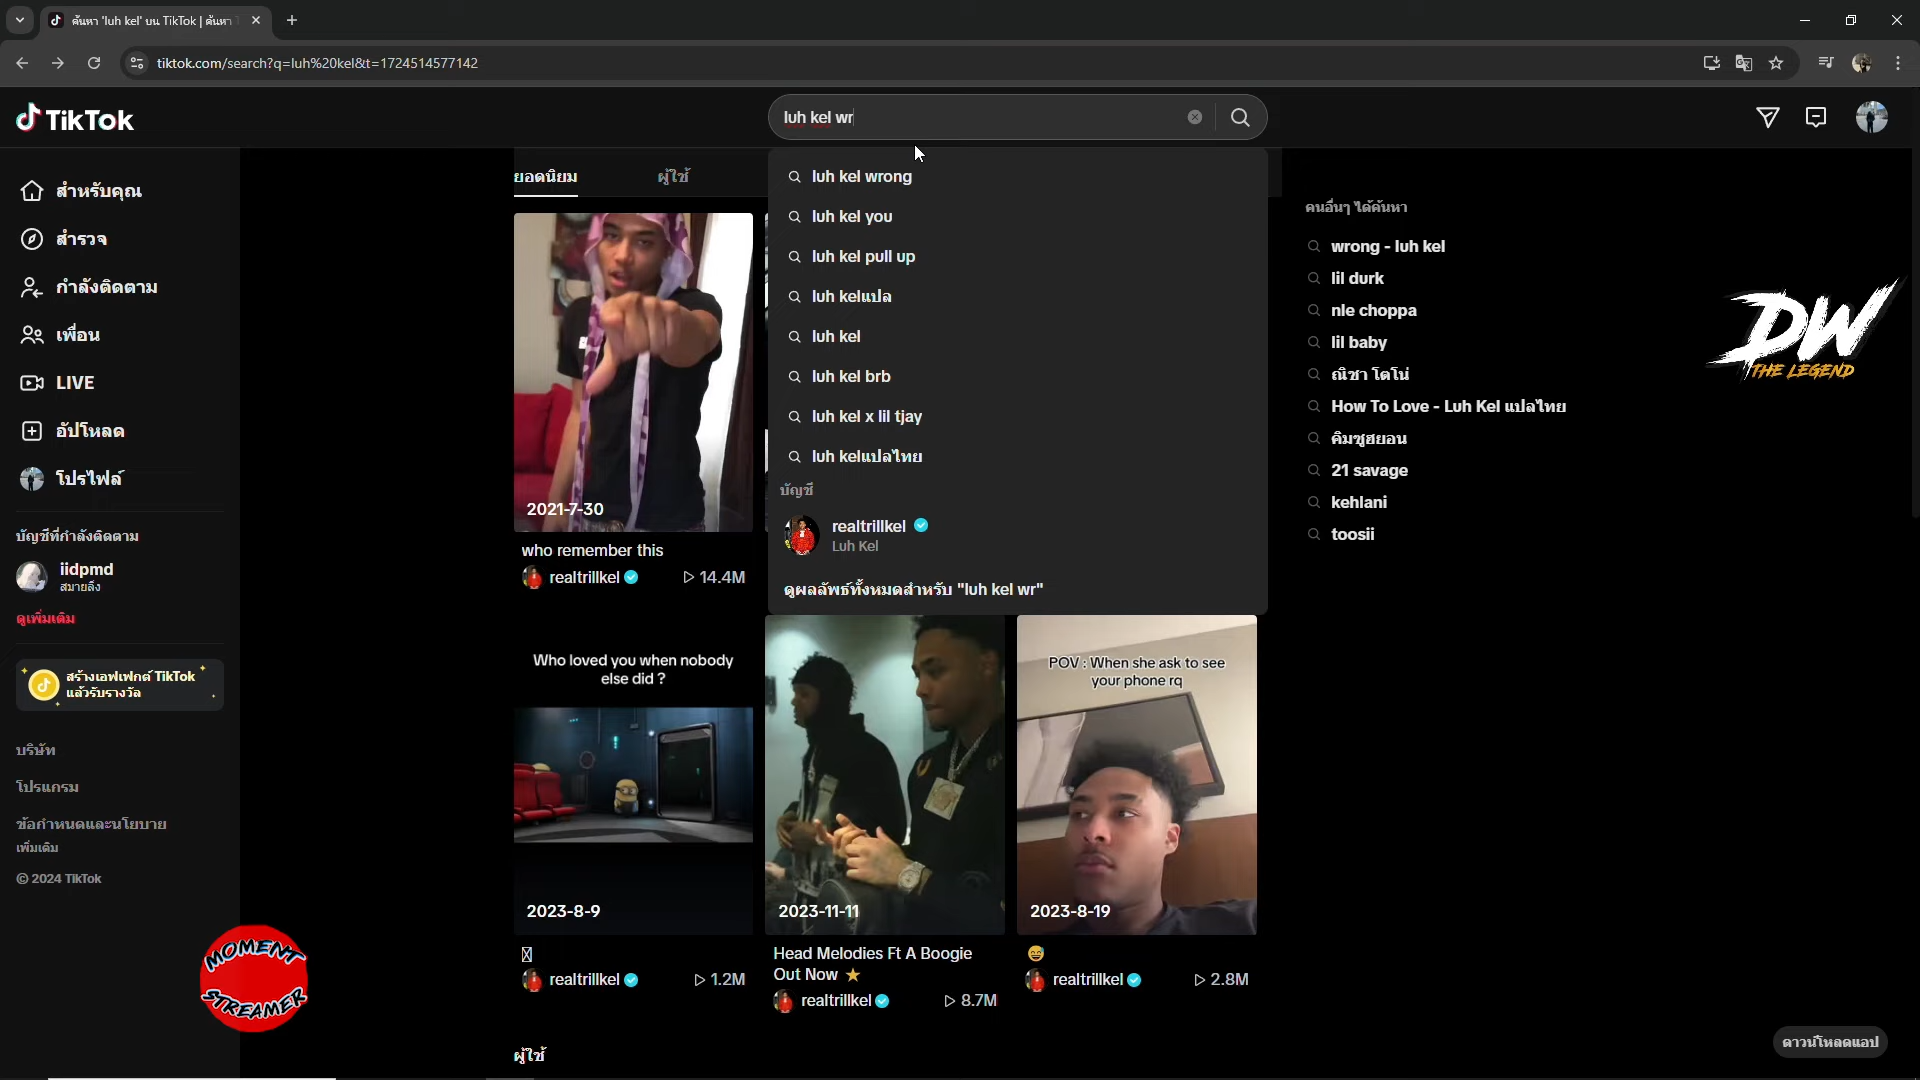 ค้นหา 'luh kel' บน TikTok | ค้นหา
tiktok.com/search?q=luh%20kel&t=1724514577142
TikTok
luh kel wr
สำหรับคุณ
สำรวจ
กำลังติดตาม
เพื่อน
LIVE
อัปโหลด
โปรไฟล์
บัญชีที่กำลังติดตาม
iidpmd
สมายลิ้ง
ดูเพิ่มเติม
สร้างเอฟเฟกต์ TikTok
แล้วรับรางวัล
บริษัท
โปรแกรม
ข้อกำหนดและนโยบาย
เพิ่มเติม
© 2024 TikTok
MOMENT
STREAMER
ยอดนิยม
ผู้ใช้
luh kel wrong
luh kel you
luh kel pull up
luh kelแปล
luh kel
luh kel brb
luh kel x lil tjay
luh kelแปลไทย
บัญชี
realtrillkel
Luh Kel
ดูผลลัพธ์ทั้งหมดสำหรับ "luh kel wr"
2021-7-30
who remember this
realtrillkel
14.4M
Who loved you when nobody
else did ?
2023-8-9
realtrillkel
1.2M
2023-11-11
Head Melodies Ft A Boogie
Out Now ⭐
realtrillkel
8.7M
POV : When she ask to see
your phone rq
2023-8-19
😅
realtrillkel
2.8M
ผู้ใช้
คนอื่นๆ ได้ค้นหา
wrong - luh kel
lil durk
nle choppa
lil baby
ณิชา โตโน่
How To Love - Luh Kel แปลไทย
คิมซูฮยอน
21 savage
kehlani
toosii
DW
THE LEGEND
ดาวน์โหลดแอป